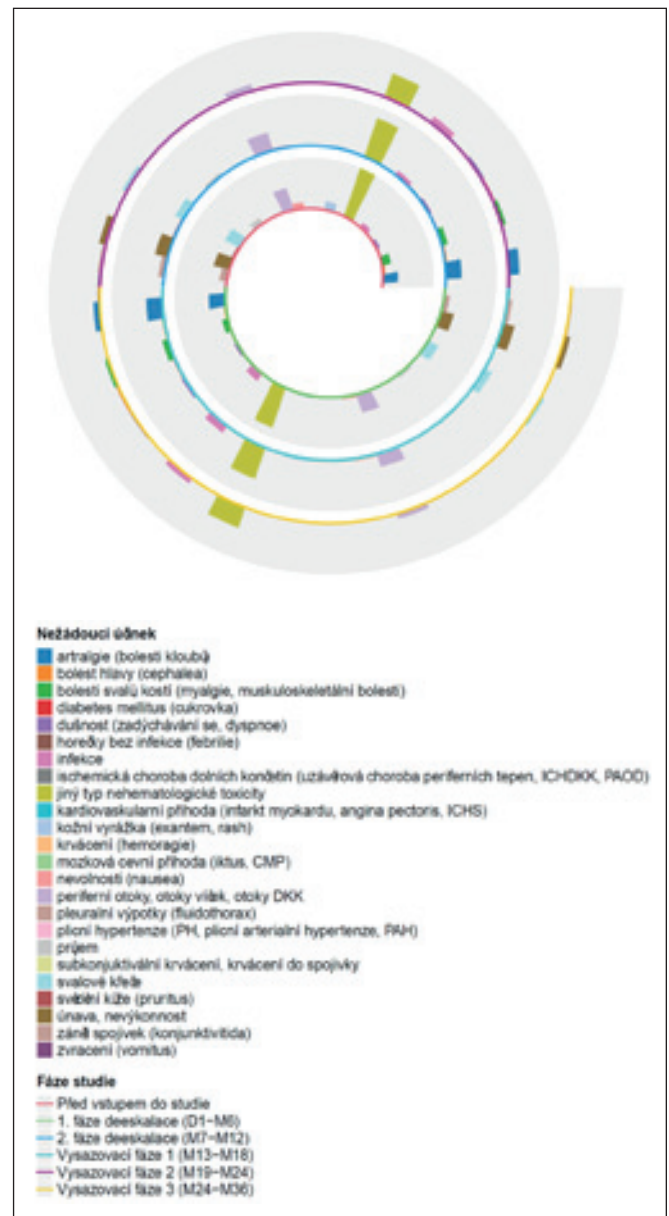 Nežádoucí účinek
artralgie (bolesti kloubů)
bolest hlavy (cephalea)
bolesti svalů kostí (myalgie, muskuloskeletální bolesti)
diabetes mellitus (cukrovka)
dušnost (zadýchávání se, dyspnoe)
horečky bez infekce (febrilie)
infekce
ischemická choroba dolních končetin (uzávěrová choroba periferních tepen, ICHDKK, PAOD)
jiný typ nehematologické toxicity
kardiovaskularní příhoda (infarkt myokardu, angina pectoris, ICHS)
kožní vyrážka (exantem, rash)
krvácení (hemoragie)
mozková cevní příhoda (iktus, CMP)
nevolnosti (nausea)
periferní otoky, otoky víček, otoky DKK
pleuralní výpotky (fluidothorax)
plicní hypertenze (PH, plicní arterialní hypertenze, PAH)
průjem
subkonjuktivální krvácení, krvácení do spojivky
svalové křeče
svědění kůže (pruritus)
únava, nevýkonnost
zánět spojivek (konjunktivitida)
zvracení (vomitus)
Fáze studie
Před vstupem do studie
1. fáze deeskalace (D1–M6)
2. fáze deeskalace (M7–M12)
Vysazovací fáze 1 (M13–M18)
Vysazovací fáze 2 (M19–M24)
Vysazovací fáze 3 (M24–M36)